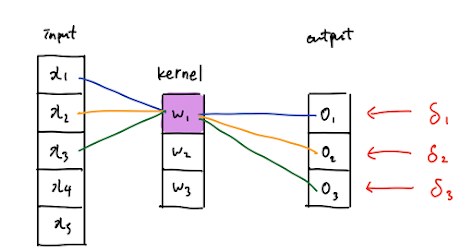 input
kernel
output
x₁
x₂
x₃
x₄
x₅
w₁
w₂
w₃
O₁
O₂
O₃
δ₁
δ₂
δ₃